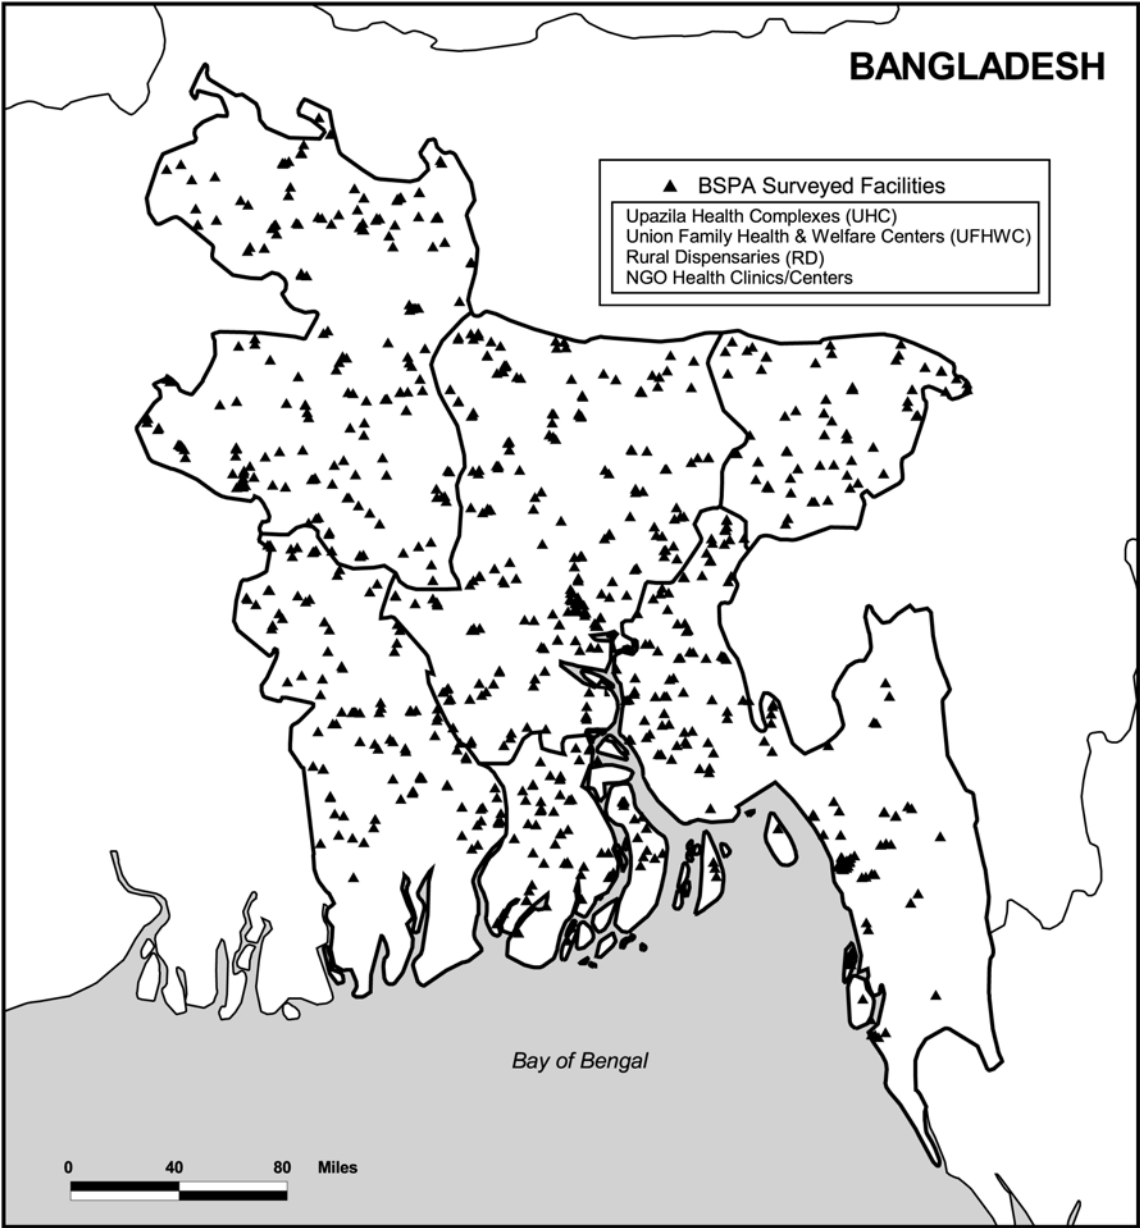 BANGLADESH
BSPA Surveyed Facilities
Upazila Health Complexes (UHC)
Union Family Health & Welfare Centers (UFHWC)
Rural Dispensaries (RD)
NGO Health Clinics/Centers
Bay of Bengal
0 40 80 Miles